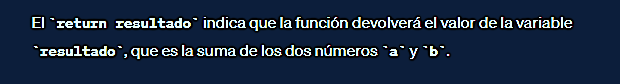 El `return resultado` indica que la función devolverá el valor de la variable
`resultado`, que es la suma de los dos números `a` y `b`.